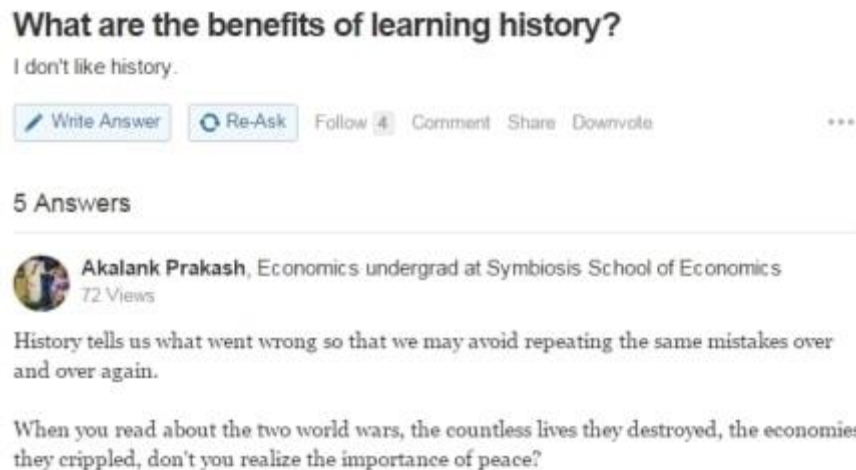 What are the benefits of learning history?
I don't like history.
Write Answer Re-Ask Follow 4 Comment Share Downvote
5 Answers
Akalank Prakash, Economics undergrad at Symbiosis School of Economics
72 Views
History tells us what went wrong so that we may avoid repeating the same mistakes over
and over again.
When you read about the two world wars, the countless lives they destroyed, the economies
they crippled, don't you realize the importance of peace?